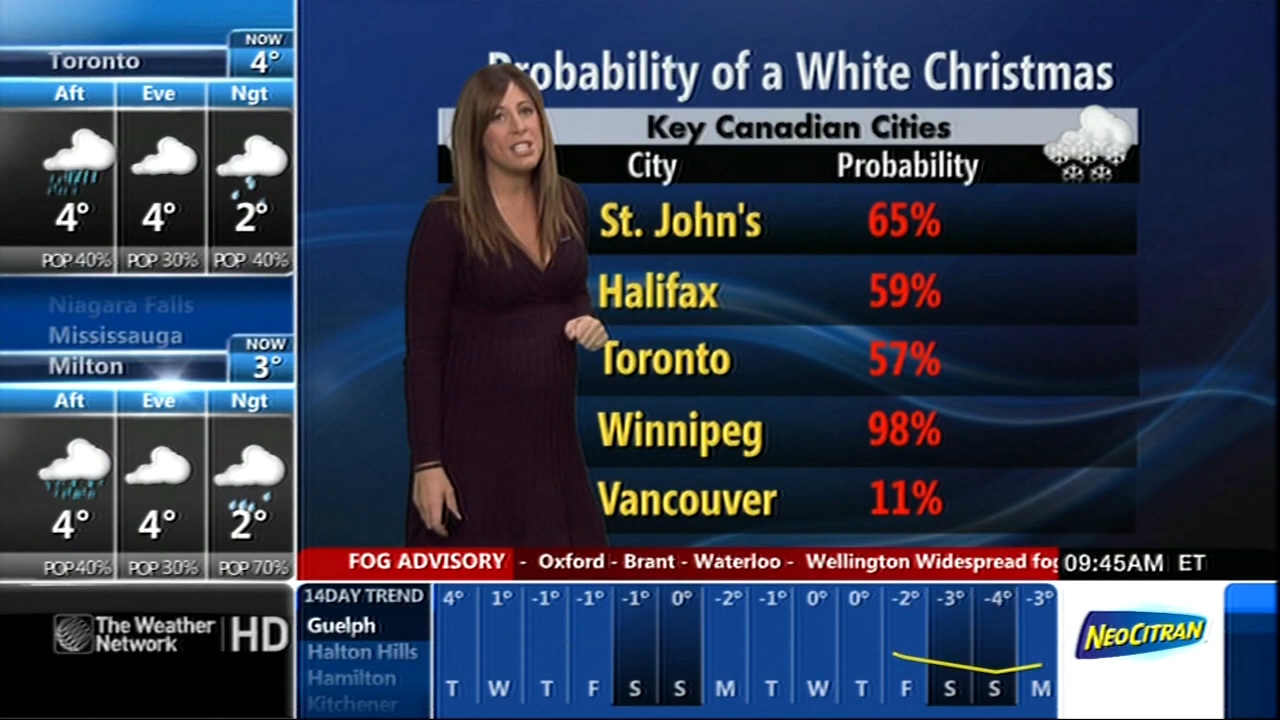 Toronto
NOW
4°
Aft Eve Ngt
4° 4° 2°
POP 40% POP 30% POP 40%
Niagara Falls
Mississauga
Milton
NOW
3°
Aft Eve Ngt
4° 4° 2°
POP 40% POP 30% POP 70%
The Weather
Network
HD
Probability of a White Christmas
Key Canadian Cities
City Probability
St. John's 65%
Halifax 59%
Toronto 57%
Winnipeg 98%
Vancouver 11%
FOG ADVISORY - Oxford - Brant - Waterloo - Wellington Widespread fog
09:45AM ET
14DAY TREND
Guelph
Halton Hills
Hamilton
Kitchener
4° 1° -1° -1° -1° 0° -2° -1° 0° 0° -2° -3° -4° -3°
T W T F S S M T W T F S S M
NEOCITRAN